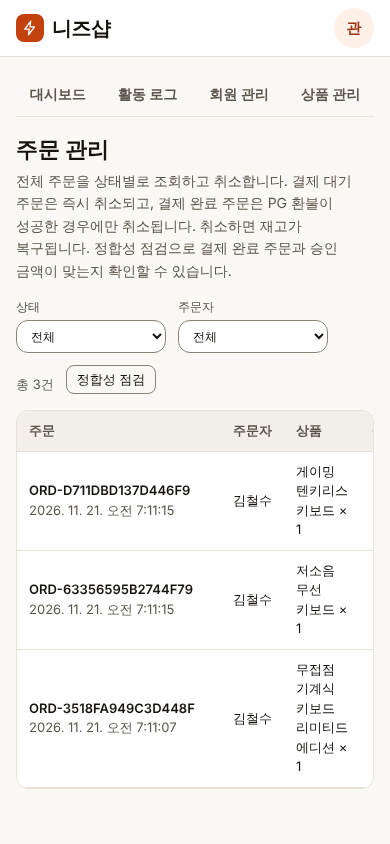 니즈샵
관
대시보드 활동 로그 회원 관리 상품 관리
주문 관리
전체 주문을 상태별로 조회하고 취소합니다. 결제 대기
주문은 즉시 취소되고, 결제 완료 주문은 PG 환불이
성공한 경우에만 취소됩니다. 취소하면 재고가
복구됩니다. 정합성 점검으로 결제 완료 주문과 승인
금액이 맞는지 확인할 수 있습니다.
상태 주문자
전체 전체
총 3건 정합성 점검
주문 주문자 상품
ORD-D711DBD137D446F9
2026. 11. 21. 오전 7:11:15
김철수
게이밍
텐키리스
키보드 ×
1
ORD-63356595B2744F79
2026. 11. 21. 오전 7:11:15
김철수
저소음
무선
키보드 ×
1
ORD-3518FA949C3D448F
2026. 11. 21. 오전 7:11:07
김철수
무접점
기계식
키보드
리미티드
에디션 ×
1